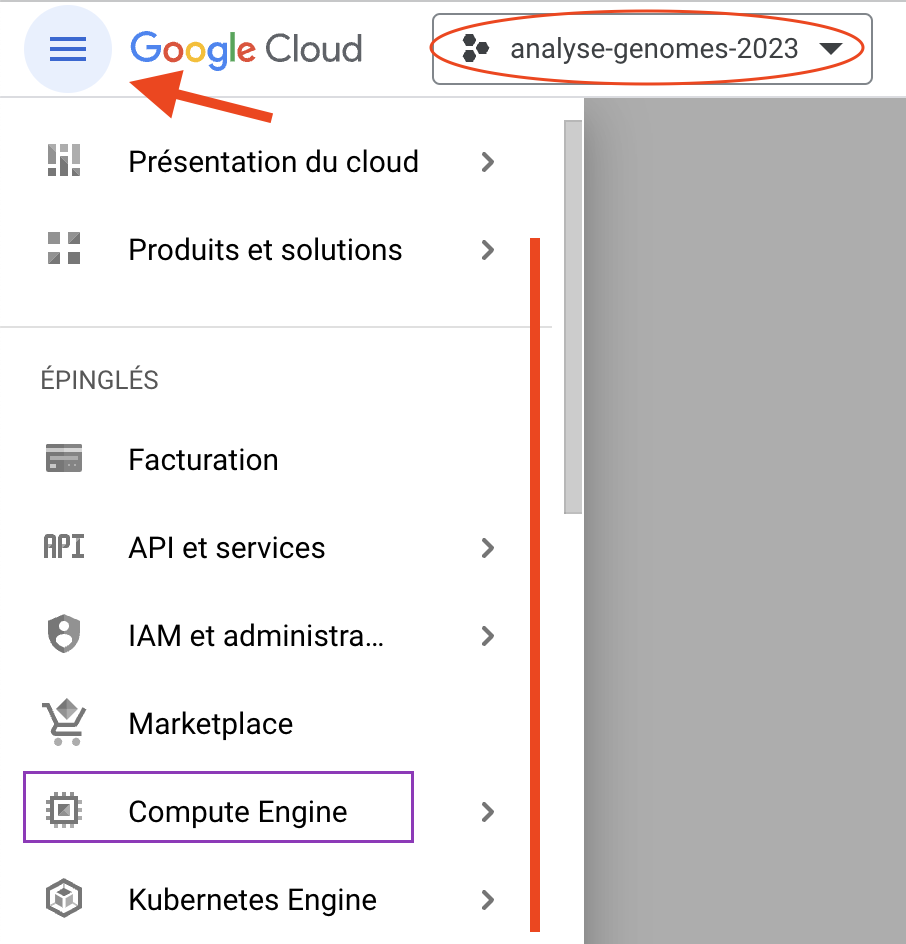 Google Cloud
analyse-genomes-2023
Présentation du cloud
Produits et solutions
ÉPINGLÉS
Facturation
API
API et services
IAM et administra...
Marketplace
Compute Engine
Kubernetes Engine